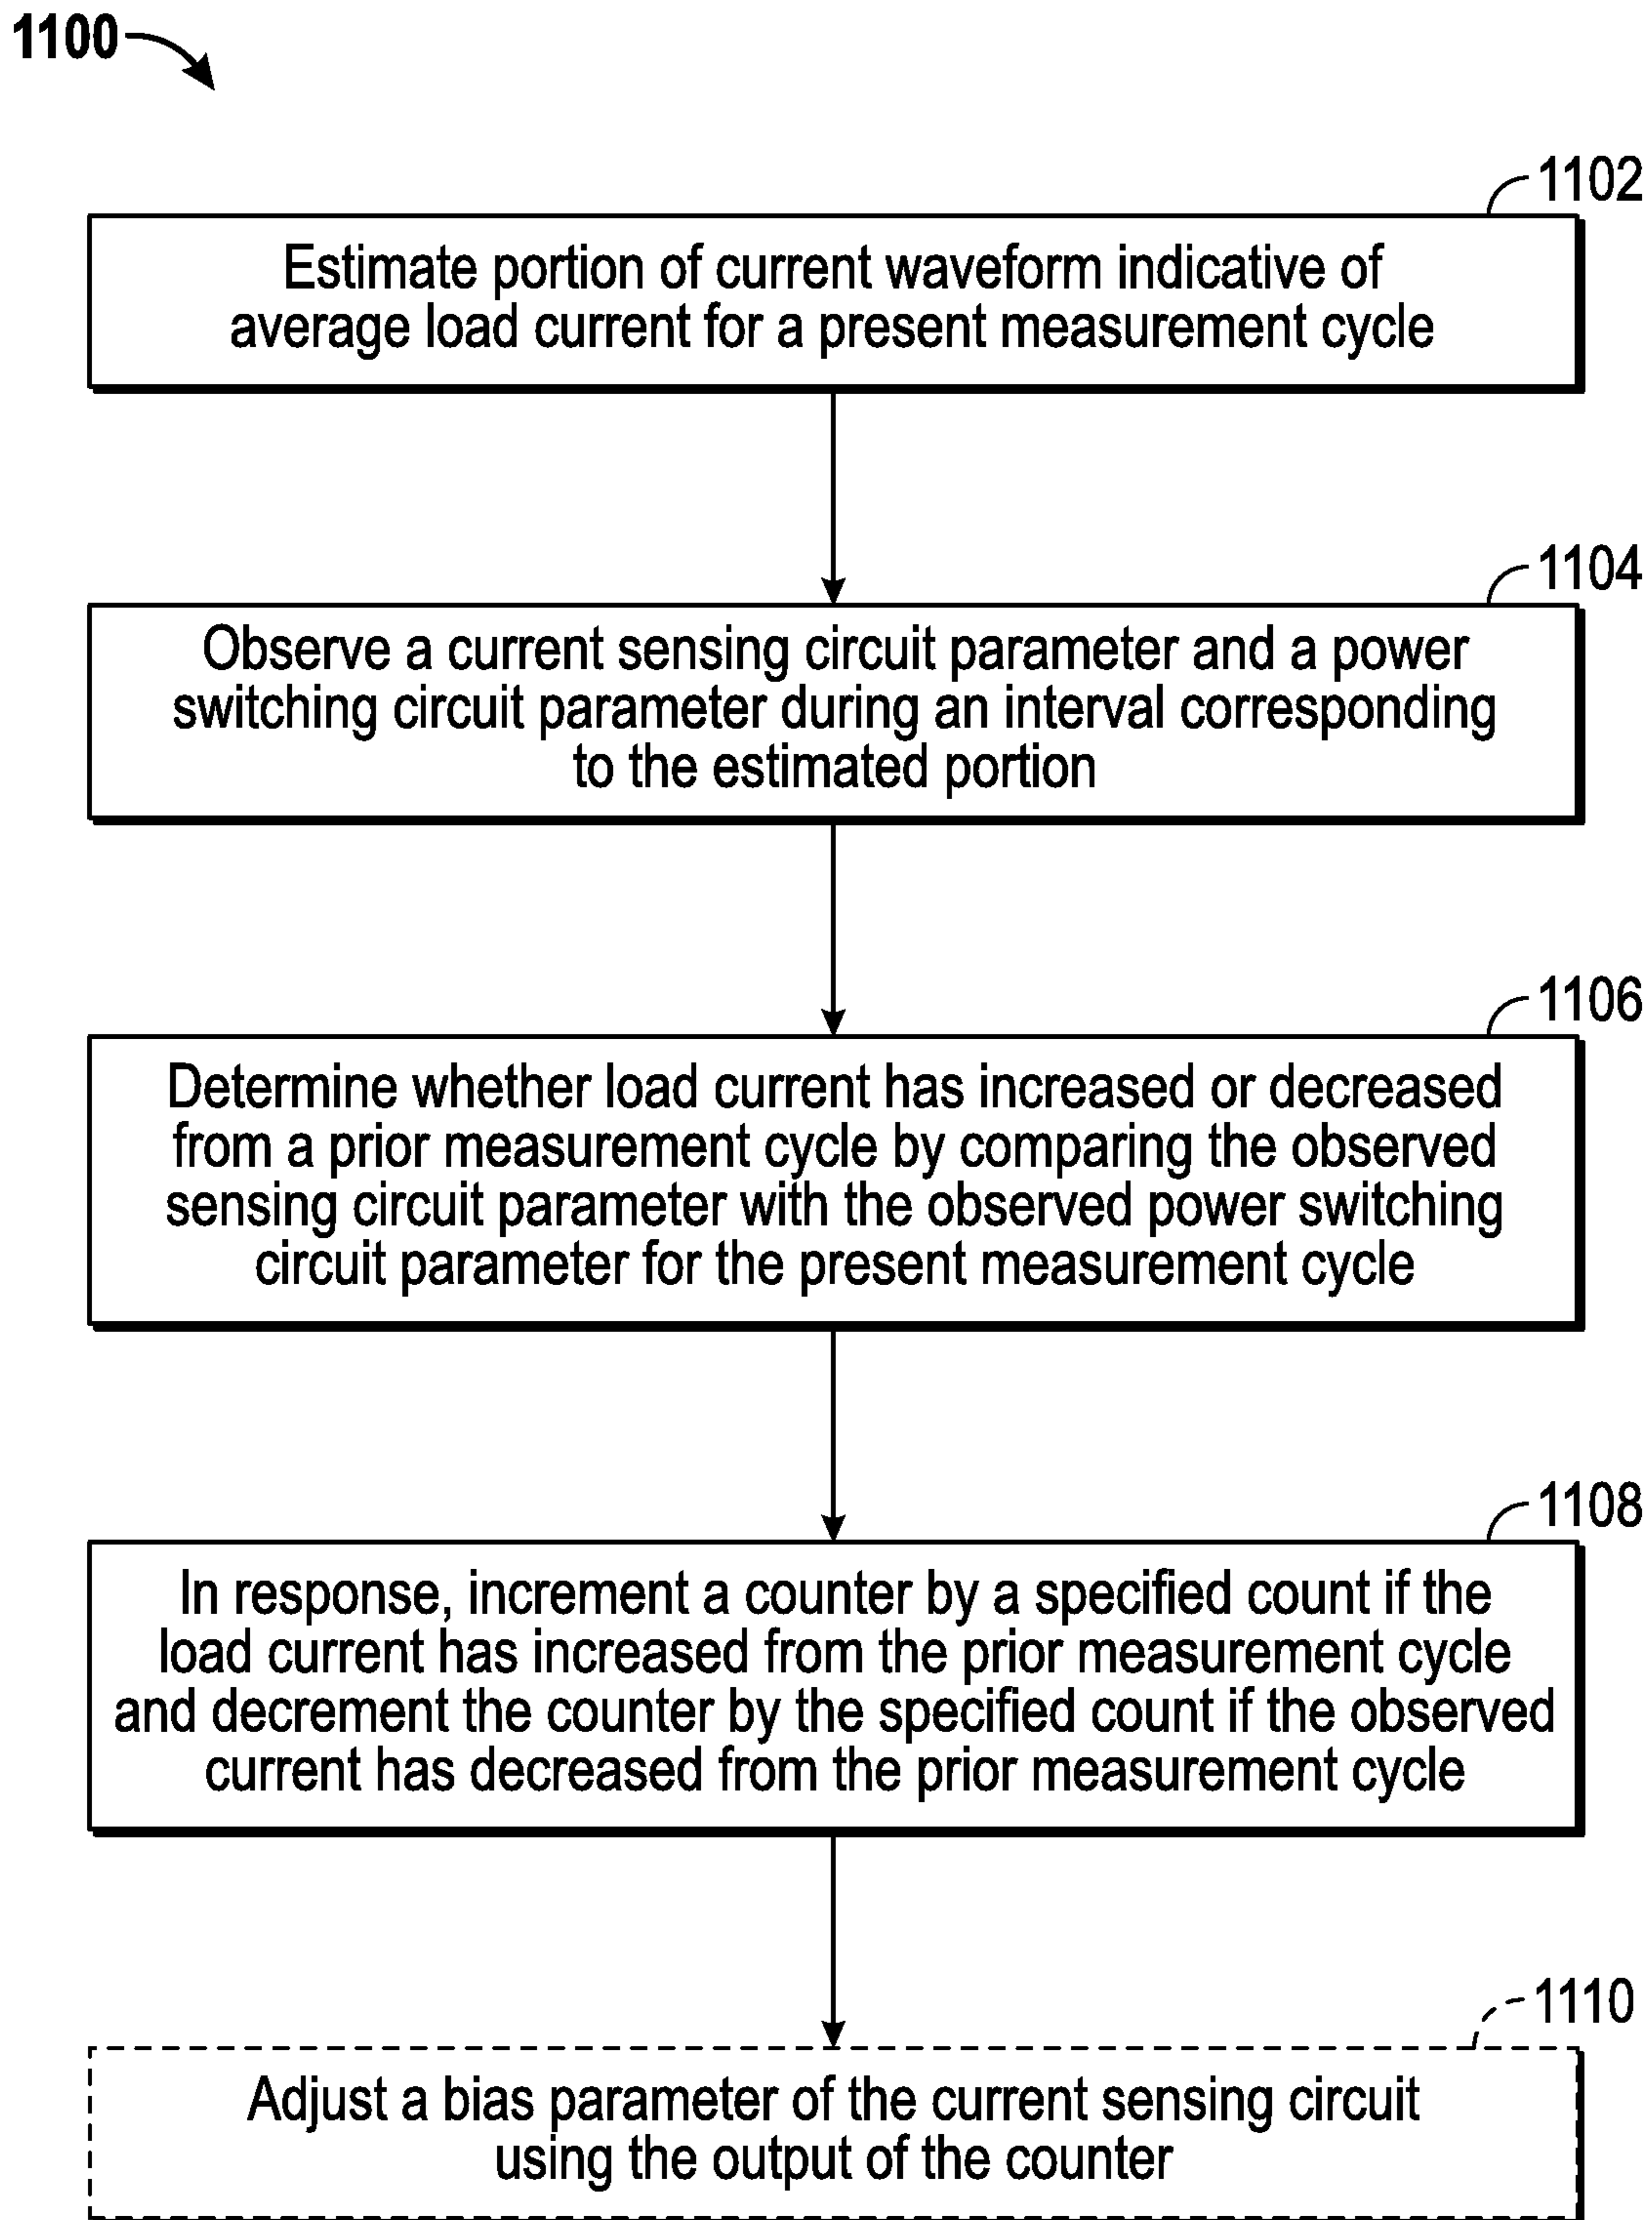 1100
1102
Estimate portion of current waveform indicative of
average load current for a present measurement cycle
1104
Observe a current sensing circuit parameter and a power
switching circuit parameter during an interval corresponding
to the estimated portion
1106
Determine whether load current has increased or decreased
from a prior measurement cycle by comparing the observed
sensing circuit parameter with the observed power switching
circuit parameter for the present measurement cycle
1108
In response, increment a counter by a specified count if the
load current has increased from the prior measurement cycle
and decrement the counter by the specified count if the observed
current has decreased from the prior measurement cycle
1110
Adjust a bias parameter of the current sensing circuit
using the output of the counter